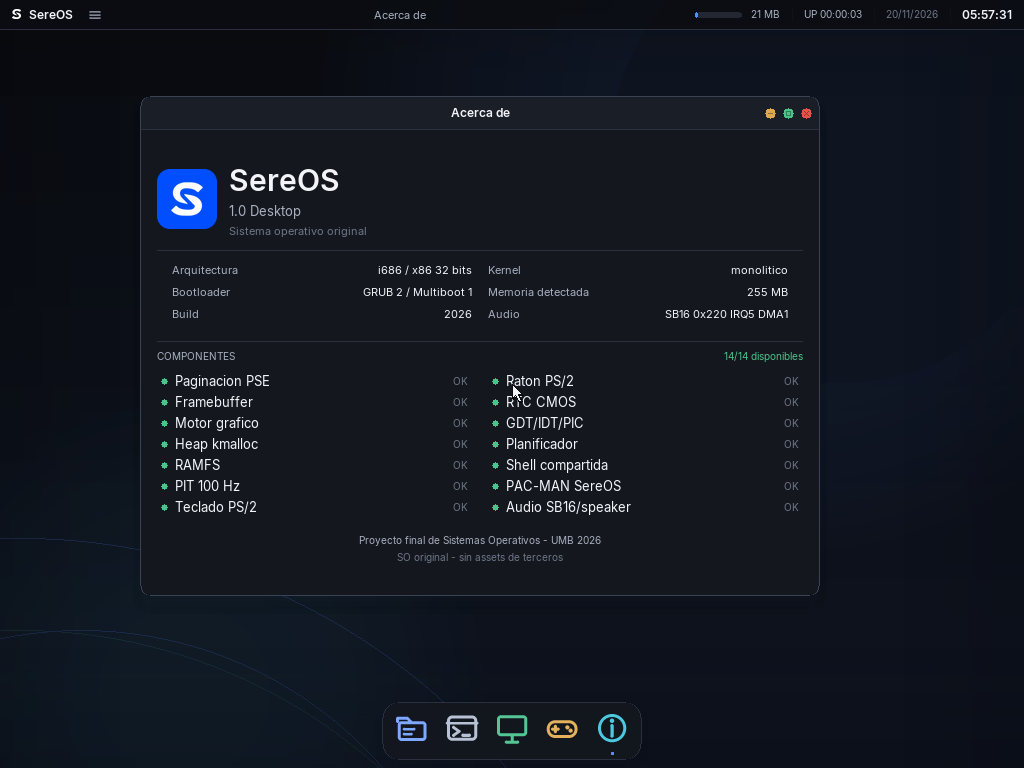 SereOS Acerca de 21 MB UP 00:00:03 20/11/2026 05:57:31
Acerca de
SereOS
1.0 Desktop
Sistema operativo original
Arquitectura i686 / x86 32 bits Kernel monolitico
Bootloader GRUB 2 / Multiboot 1 Memoria detectada 255 MB
Build 2026 Audio SB16 0x220 IRQ5 DMA1
COMPONENTES 14/14 disponibles
Paginacion PSE OK Raton PS/2 OK
Framebuffer OK RTC CMOS OK
Motor grafico OK GDT/IDT/PIC OK
Heap kmalloc OK Planificador OK
RAMFS OK Shell compartida OK
PIT 100 Hz OK PAC-MAN SereOS OK
Teclado PS/2 OK Audio SB16/speaker OK
Proyecto final de Sistemas Operativos - UMB 2026
SO original - sin assets de terceros